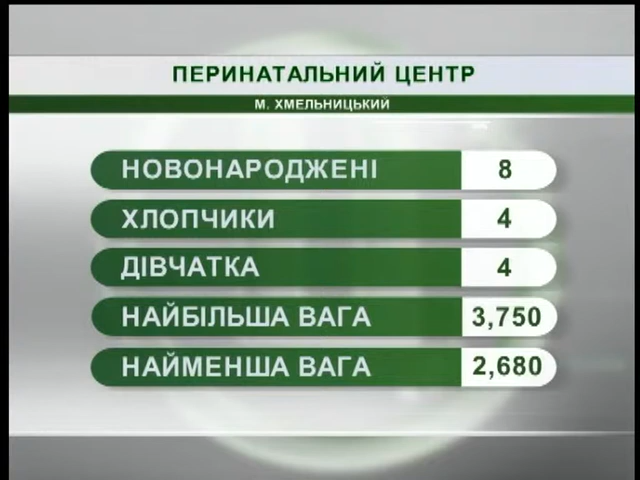 ПЕРИНАТАЛЬНИЙ ЦЕНТР
М. ХМЕЛЬНИЦЬКИЙ
НОВОНАРОДЖЕНІ 8
ХЛОПЧИКИ 4
ДІВЧАТКА 4
НАЙБІЛЬША ВАГА 3,750
НАЙМЕНША ВАГА 2,680